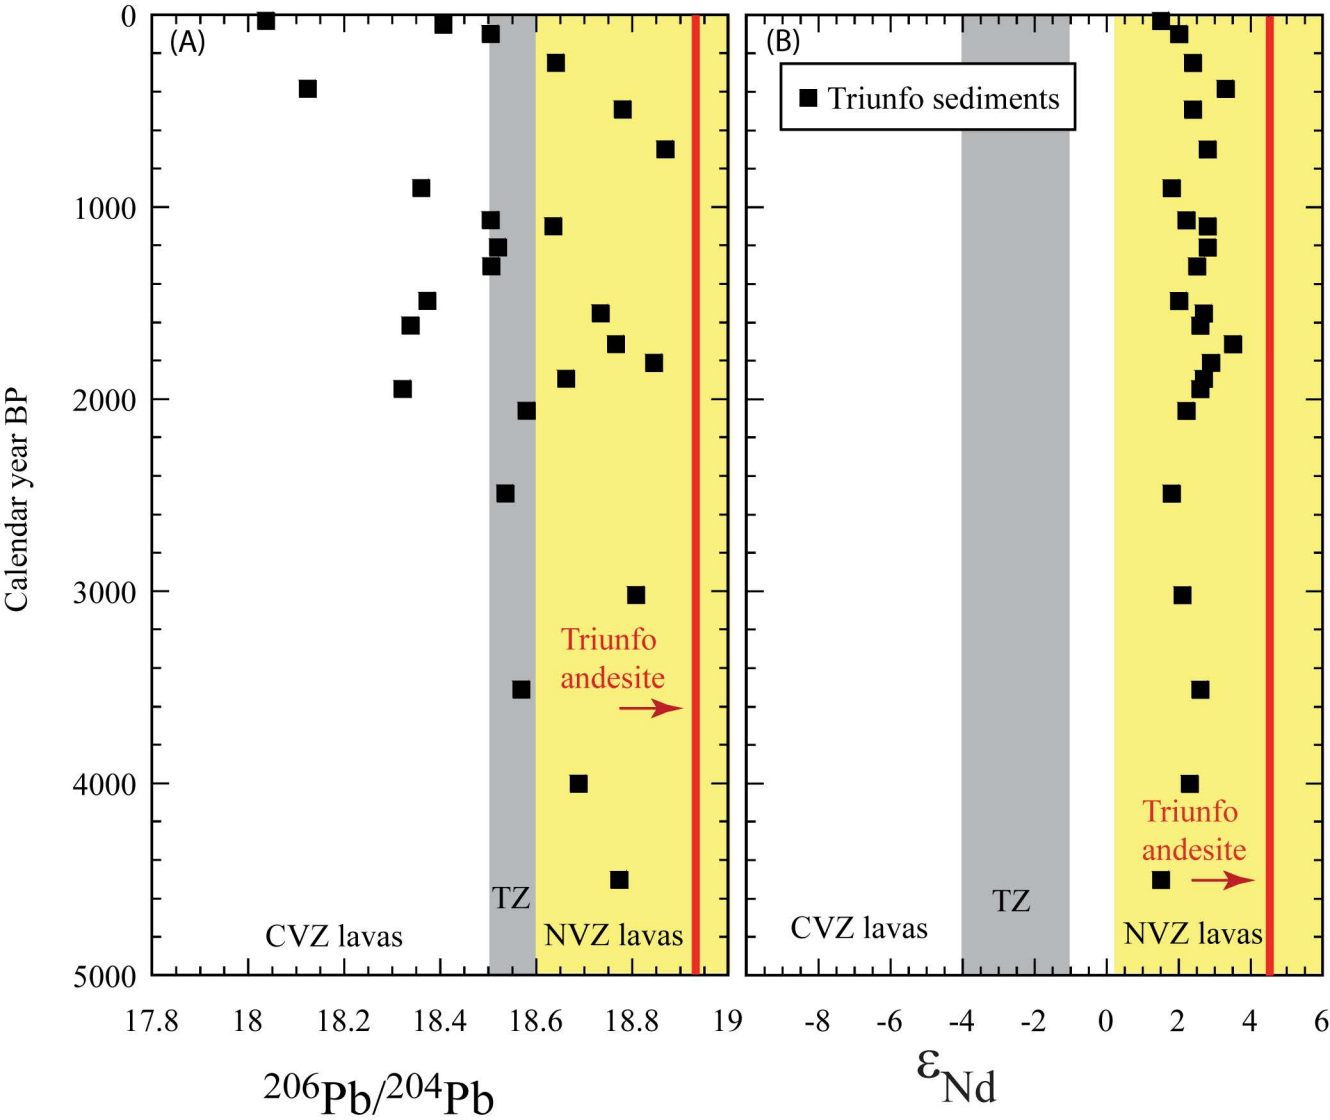 (A)
(B)
Triunfo sediments
0
1000
2000
3000
4000
5000
Calendar year BP
Triunfo
andesite
Triunfo
andesite
TZ
TZ
CVZ lavas
NVZ lavas
CVZ lavas
NVZ lavas
17.8 18 18.2 18.4 18.6 18.8 19
-8 -6 -4 -2 0 2 4 6
²⁰⁶Pb/²⁰⁴Pb
εNd